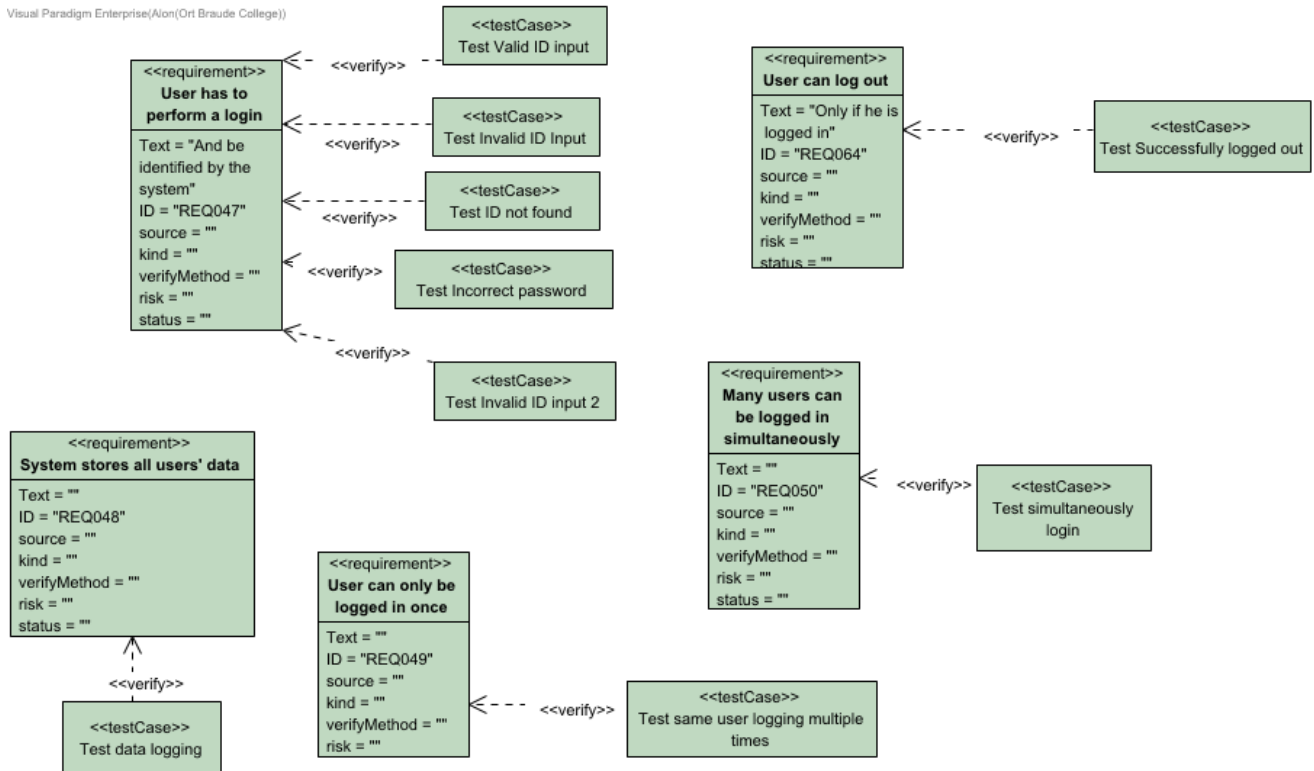 Visual Paradigm Enterprise(Alon(Ort Braude College))
<<requirement>>
User has to
perform a login
Text = "And be
identified by the
system"
ID = "REQ047"
source = ""
kind = ""
verifyMethod = ""
risk = ""
status = ""
<<verify>>
<<testCase>>
Test Valid ID input
<<verify>>
<<testCase>>
Test Invalid ID Input
<<verify>>
<<testCase>>
Test ID not found
<<verify>>
<<testCase>>
Test Incorrect password
<<verify>>
<<testCase>>
Test Invalid ID input 2
<<requirement>>
User can log out
Text = "Only if he is
logged in"
ID = "REQ064"
source = ""
kind = ""
verifyMethod = ""
risk = ""
status = ""
<<verify>>
<<testCase>>
Test Successfully logged out
<<requirement>>
Many users can
be logged in
simultaneously
Text = ""
ID = "REQ050"
source = ""
kind = ""
verifyMethod = ""
risk = ""
status = ""
<<verify>>
<<testCase>>
Test simultaneously
login
<<requirement>>
System stores all users' data
Text = ""
ID = "REQ048"
source = ""
kind = ""
verifyMethod = ""
risk = ""
status = ""
<<verify>>
<<testCase>>
Test data logging
<<requirement>>
User can only be
logged in once
Text = ""
ID = "REQ049"
source = ""
kind = ""
verifyMethod = ""
risk = ""
<<verify>>
<<testCase>>
Test same user logging multiple
times